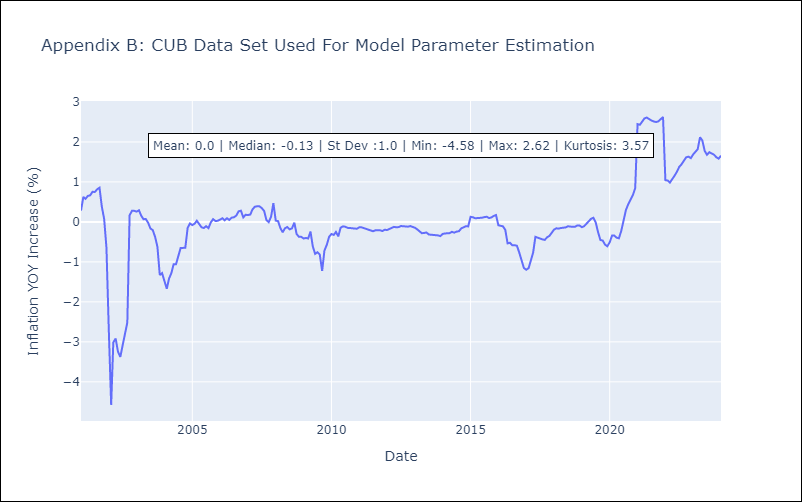 Appendix B: CUB Data Set Used For Model Parameter Estimation
3
Mean: 0.0 | Median: -0.13 | St Dev :1.0 | Min: -4.58 | Max: 2.62 | Kurtosis: 3.57
2
1
0
−1
−2
−3
−4
Inflation YOY Increase (%)
2005 2010 2015 2020
Date